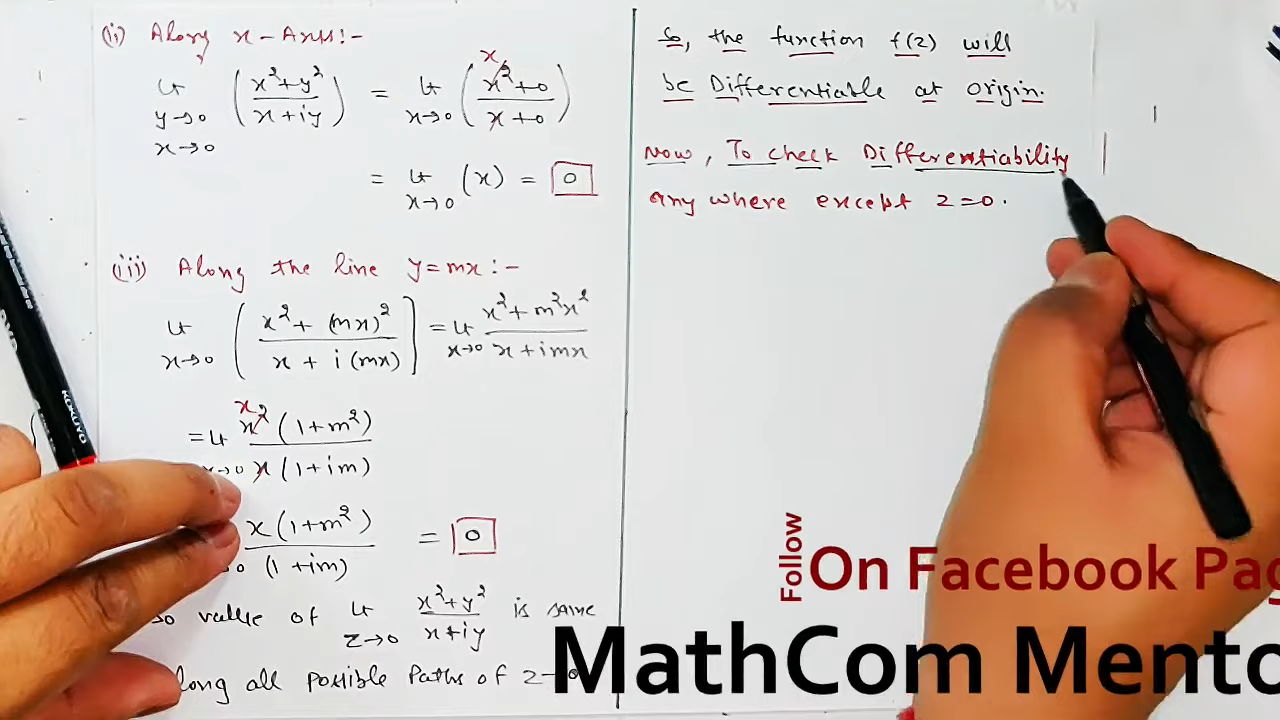 (ii) Along x-Axis:-
lt y→0 x→0 (x²+y² / x+iy) = lt x→0 (x²+0 / x+0) x
= lt x→0 (x) = 0
(iii) Along the line y=mx:-
lt x→0 [x²+(mx)² / x+i(mx)] = lt x→0 x²+m²x² / x+imx
= lt x→0 x²(1+m²) / x(1+im) x
x(1+m²) / (1+im) = 0
so value of lt z→0 x²+y² / x+iy is same
along all possible Paths of z→0
So, the function f(z) will
be Differentiable at origin.
Now, To check Differentiability
any where except z=0.
KOKUYO
Follow
On Facebook Pag
MathCom Mento